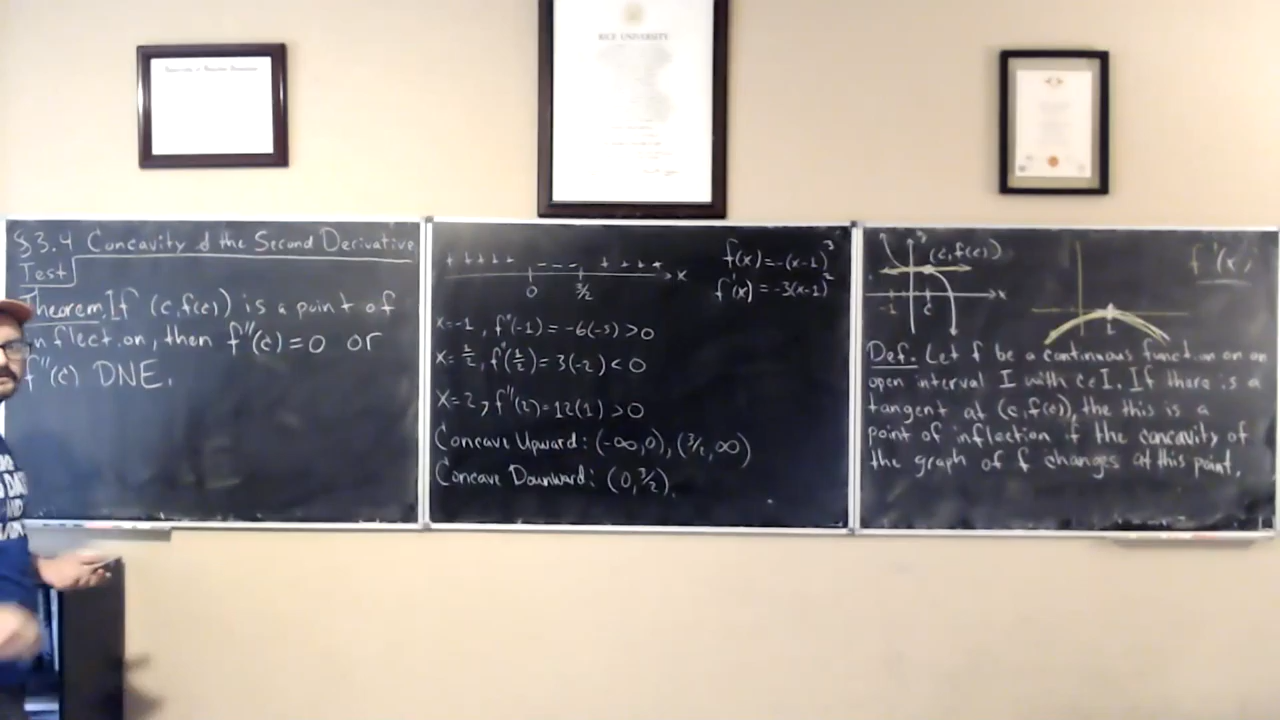 RICE UNIVERSITY
§3.4 Concavity & the Second Derivative
Test
Theorem. If (c, f(c)) is a point of
inflection, then f''(c) = 0 or
f''(c) DNE.
+ + + + + - - - + + + + +
0 3/2 x
f(x) = -(x-1)^3
f'(x) = -3(x-1)^2
x=-1, f''(-1) = -6(-5) > 0
x=1/2, f''(1/2) = 3(-2) < 0
x=2, f''(2) = 12(1) > 0
Concave Upward: (-∞,0), (3/2,∞)
Concave Downward: (0,3/2).
y
(c, f(c))
-1 c x
1
f'(x)
Def. Let f be a continuous function on an
open interval I with c∈I. If there is a
tangent at (c, f(c)), the this is a
point of inflection if the concavity of
the graph of f changes at this point.